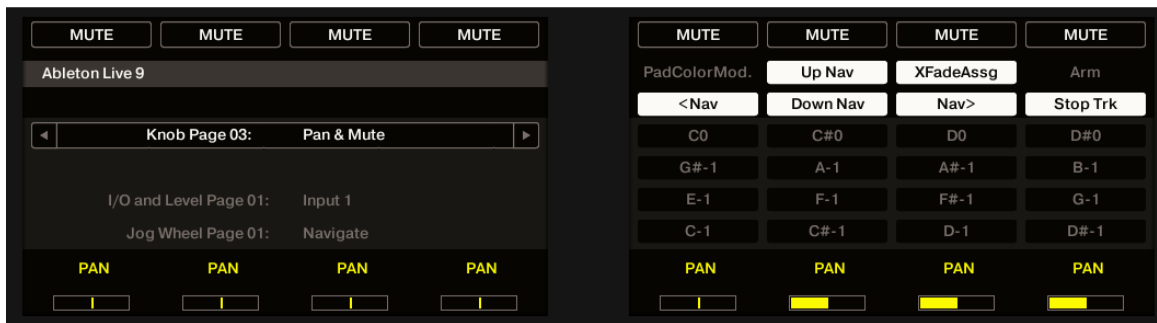 MUTE MUTE MUTE MUTE
Ableton Live 9
◀ Knob Page 03: Pan & Mute ▶
I/O and Level Page 01: Input 1
Jog Wheel Page 01: Navigate
PAN PAN PAN PAN
MUTE MUTE MUTE MUTE
PadColorMod. Up Nav XFadeAssg Arm
<Nav Down Nav Nav> Stop Trk
C0 C#0 D0 D#0
G#-1 A-1 A#-1 B-1
E-1 F-1 F#-1 G-1
C-1 C#-1 D-1 D#-1
PAN PAN PAN PAN